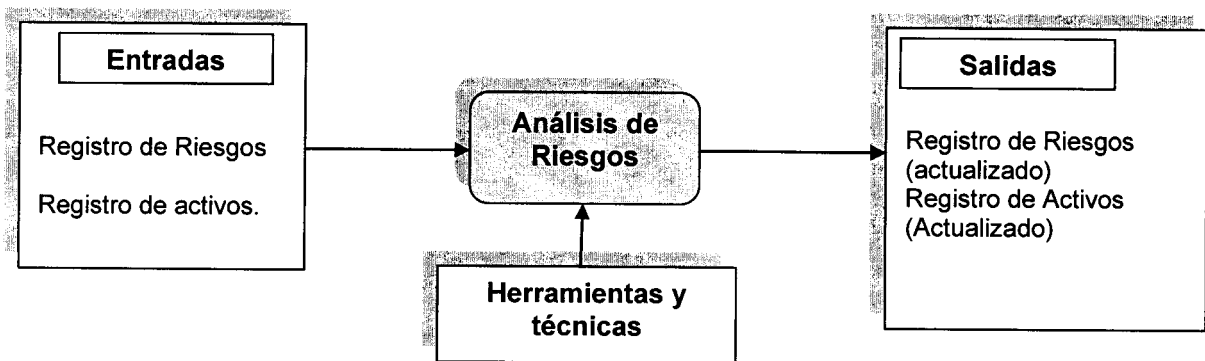 Entradas
Registro de Riesgos
Registro de activos.
Análisis de
Riesgos
Herramientas y
técnicas
Salidas
Registro de Riesgos
(actualizado)
Registro de Activos
(Actualizado)